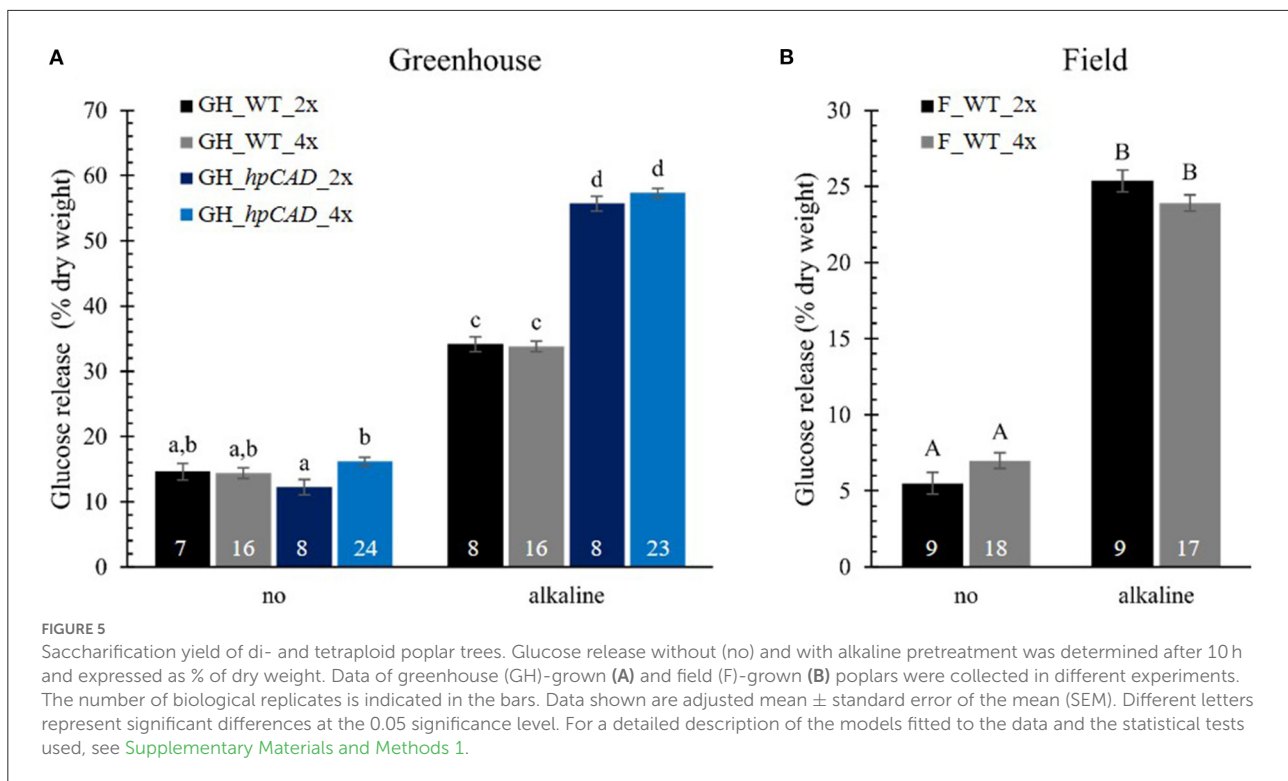 A
Greenhouse
GH_WT_2x
GH_WT_4x
GH_hpCAD_2x
GH_hpCAD_4x
Glucose release (% dry weight)
70
60
50
40
30
20
10
0
a,b
a,b
a
b
c
c
d
d
7
16
8
24
8
16
8
23
no
alkaline
B
Field
F_WT_2x
F_WT_4x
Glucose release (% dry weight)
30
25
20
15
10
5
0
A
A
B
B
9
18
9
17
no
alkaline
FIGURE 5
Saccharification yield of di- and tetraploid poplar trees. Glucose release without (no) and with alkaline pretreatment was determined after 10 h
and expressed as % of dry weight. Data of greenhouse (GH)-grown (A) and field (F)-grown (B) poplars were collected in different experiments.
The number of biological replicates is indicated in the bars. Data shown are adjusted mean ± standard error of the mean (SEM). Different letters
represent significant differences at the 0.05 significance level. For a detailed description of the models fitted to the data and the statistical tests
used, see Supplementary Materials and Methods 1.